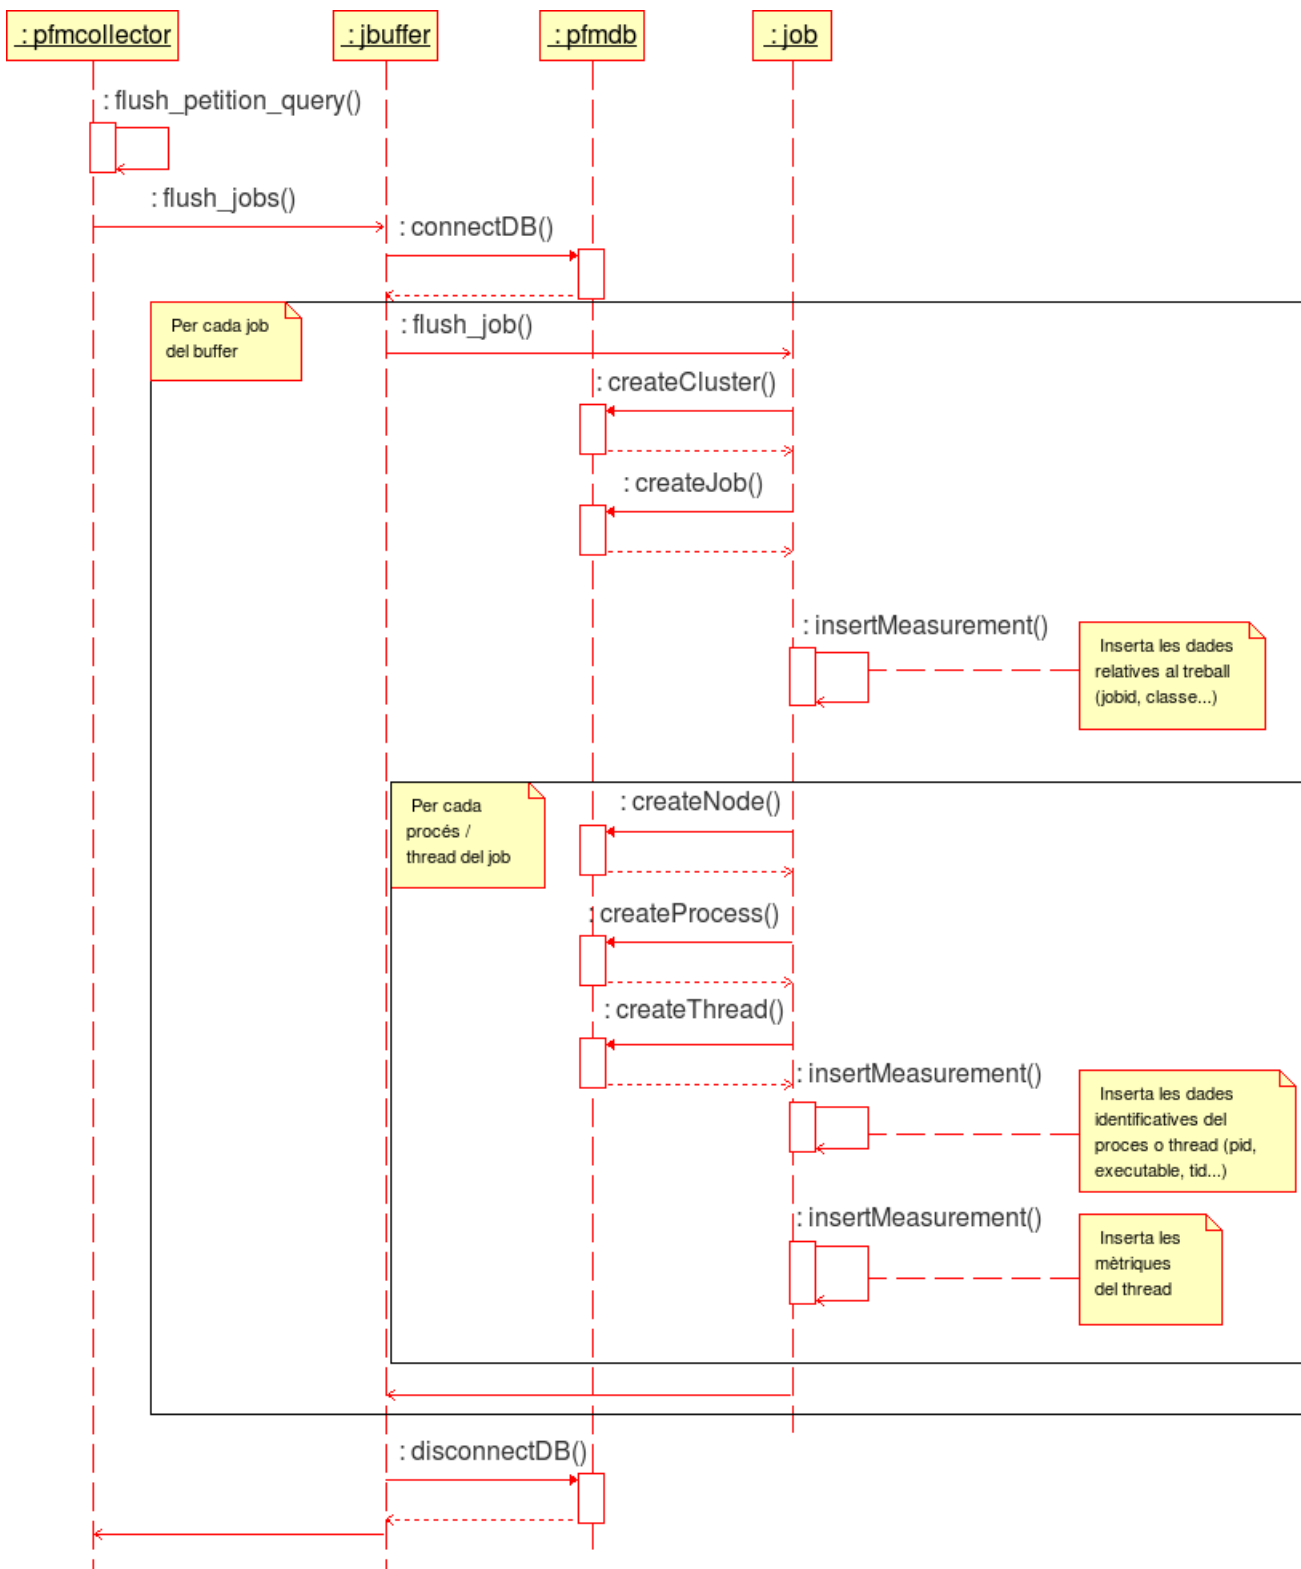 : pfmcollector
: jbuffer
: pfmdb
: job
: flush_petition_query()
: flush_jobs()
: connectDB()
Per cada job
del buffer
: flush_job()
: createCluster()
: createJob()
: insertMeasurement()
Inserta les dades
relatives al treball
(jobid, classe...)
Per cada
procés /
thread del job
: createNode()
: createProcess()
: createThread()
: insertMeasurement()
Inserta les dades
identificatives del
proces o thread (pid,
executable, tid...)
: insertMeasurement()
Inserta les
mètriques
del thread
: disconnectDB()